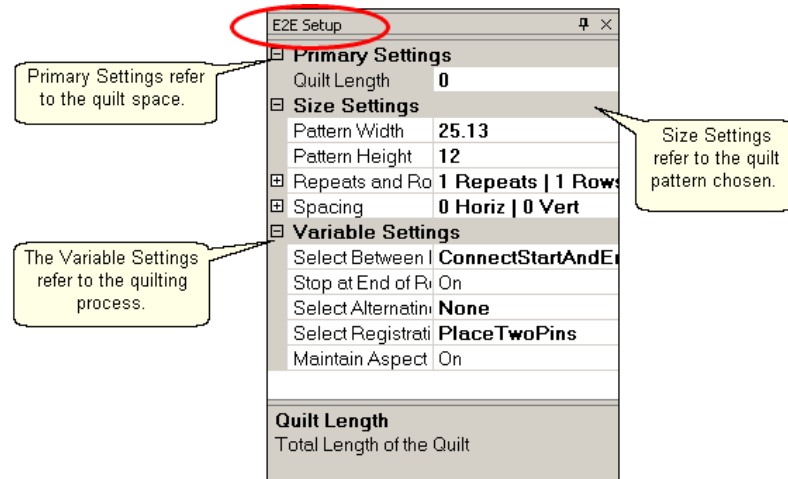 E2E Setup
Primary Settings
Quilt Length 0
Size Settings
Pattern Width 25.13
Pattern Height 12
Repeats and Ro 1 Repeats | 1 Rows
Spacing 0 Horiz | 0 Vert
Variable Settings
Select Between ConnectStartAndEn
Stop at End of R On
Select Alternatin None
Select Registrati PlaceTwoPins
Maintain Aspect On
Quilt Length
Total Length of the Quilt
Primary Settings refer
to the quilt space.
Size Settings
refer to the quilt
pattern chosen.
The Variable Settings
refer to the quilting
process.